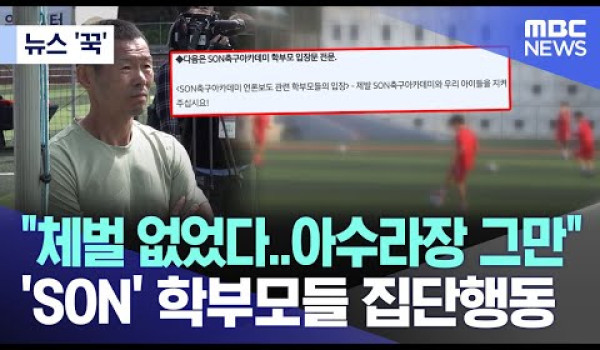 뉴스 '꾹'
MBC
NEWS
◆다음은 SON축구아카데미 학부모 입장문 전문.
<SON축구아카데미 언론보도 관련 학부모들의 입장> - 제발 SON축구아카데미와 우리 아이들을 지켜
주십시요!
"체벌 없었다..아수라장 그만"
'SON' 학부모들 집단행동